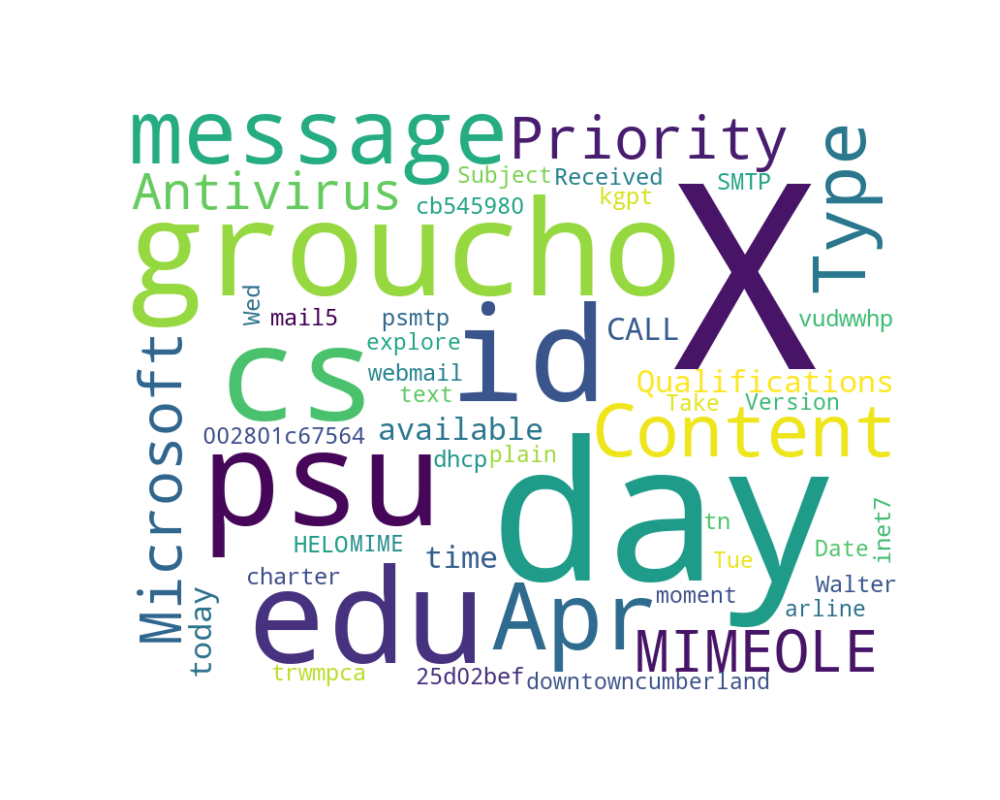 message
Priority
Type
Antivirus
Subject
Received
SMTP
cb545980
kgpt
groucho
X
Wed
mail5
psmtp
id
CALL
vudwwhp
explore
cs
webmail
text
Qualifications
Take
Version
Microsoft
002801c67564
available
Content
psu
dhcp
plain
day
tn
inet7
HELO
MIME
time
Tue
Date
charter
edu
Apr
moment
Walter
arline
today
MIMEOLE
trwmpca
25d02bef
downtowncumberland